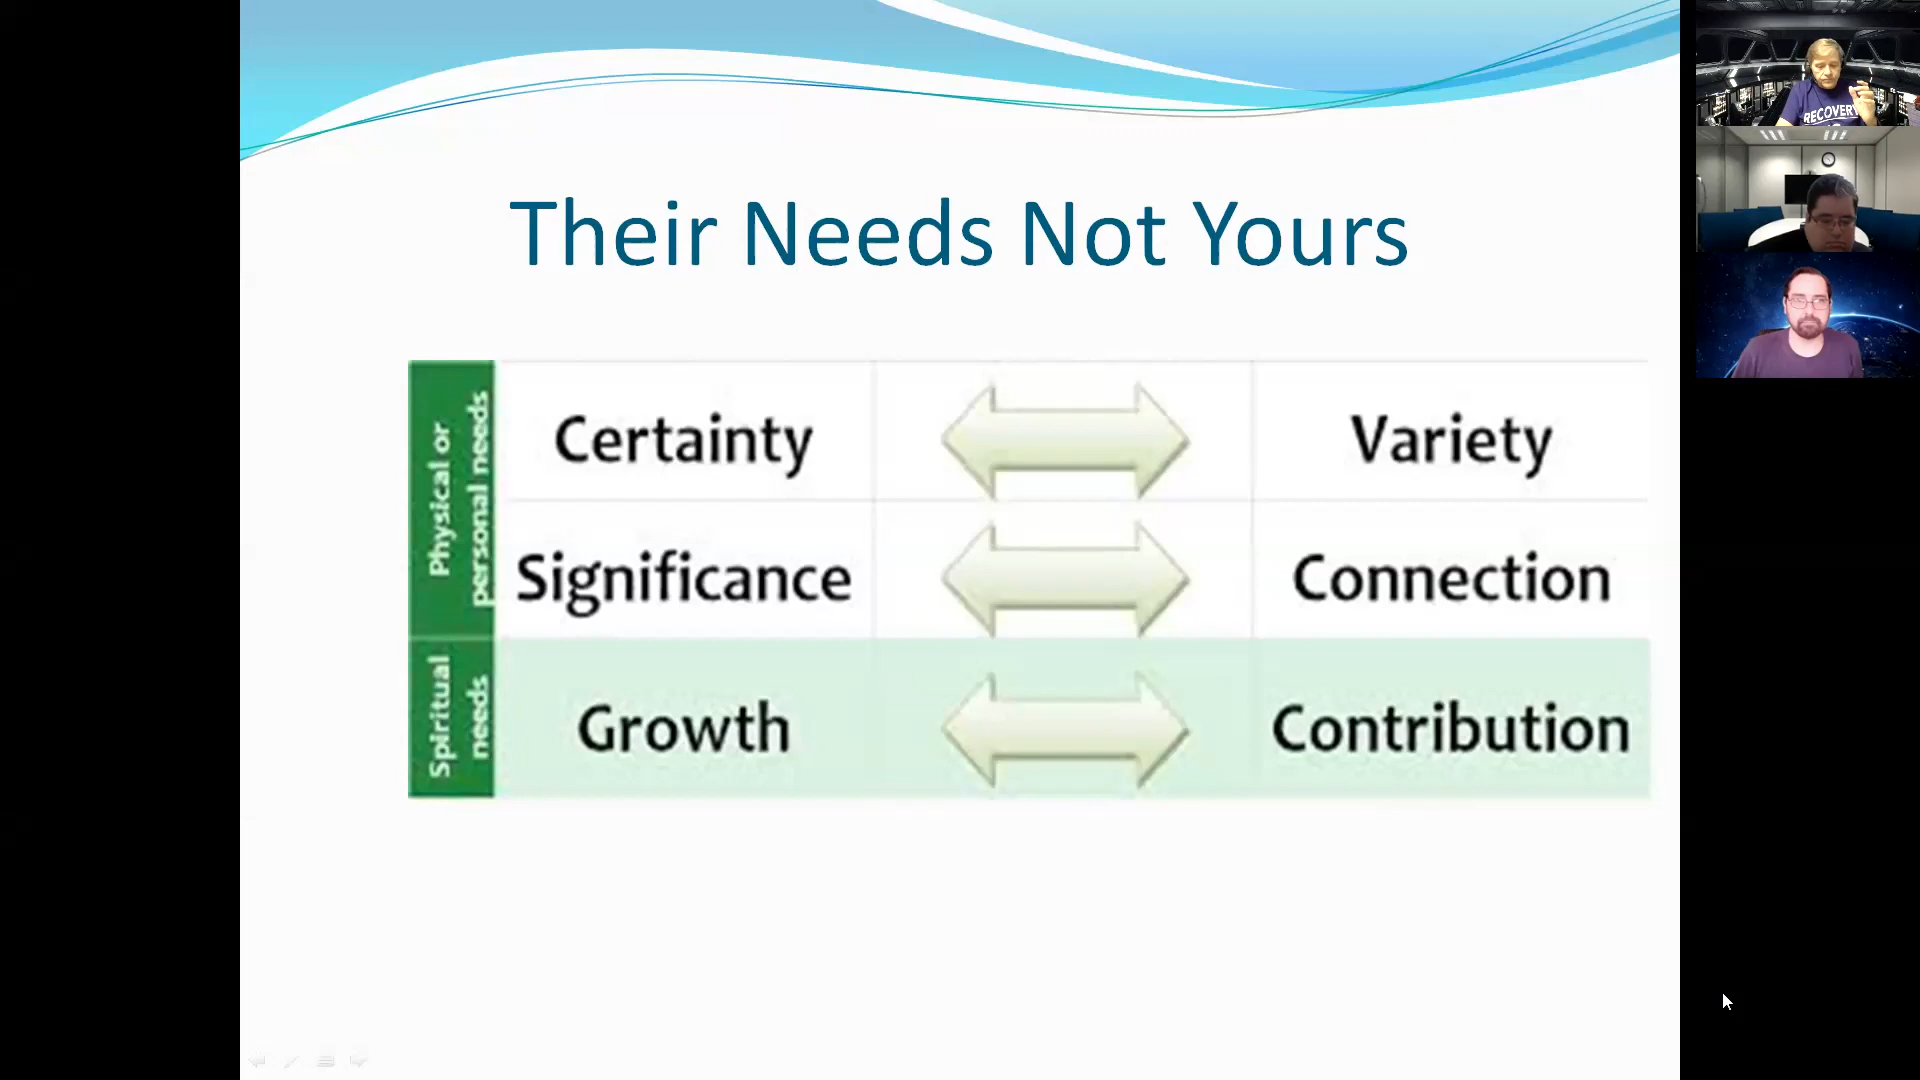 Their Needs Not Yours
Physical or
personal needs
Certainty
Variety
Significance
Connection
Spiritual
needs
Growth
Contribution
RECOVERY